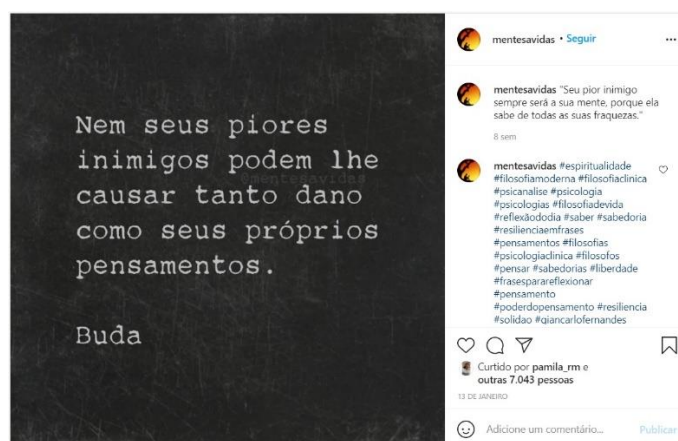 Nem seus piores
inimigos podem lhe
@mentesavidas
causar tanto dano
como seus próprios
pensamentos.
Buda
mentesavidas • Seguir
mentesavidas "Seu pior inimigo
sempre será a sua mente, porque ela
sabe de todas as suas fraquezas."
8 sem
mentesavidas #espiritualidade
#filosofiamoderna #filosofiaclinica
#psicanalise #psicologia
#psicologias #filosofiadevida
#reflexãododia #saber #sabedoria
#resilienciaemfrases
#pensamentos #filosofias
#psicologiaclinica #filosofos
#pensar #sabedorias #liberdade
#frasesparareflexionar
#pensamento
#poderdopensamento #resiliencia
#solidao #giancarlofernandes
Curtido por pamila_rm e
outras 7.043 pessoas
13 DE JANEIRO
Adicione um comentário... Publicar